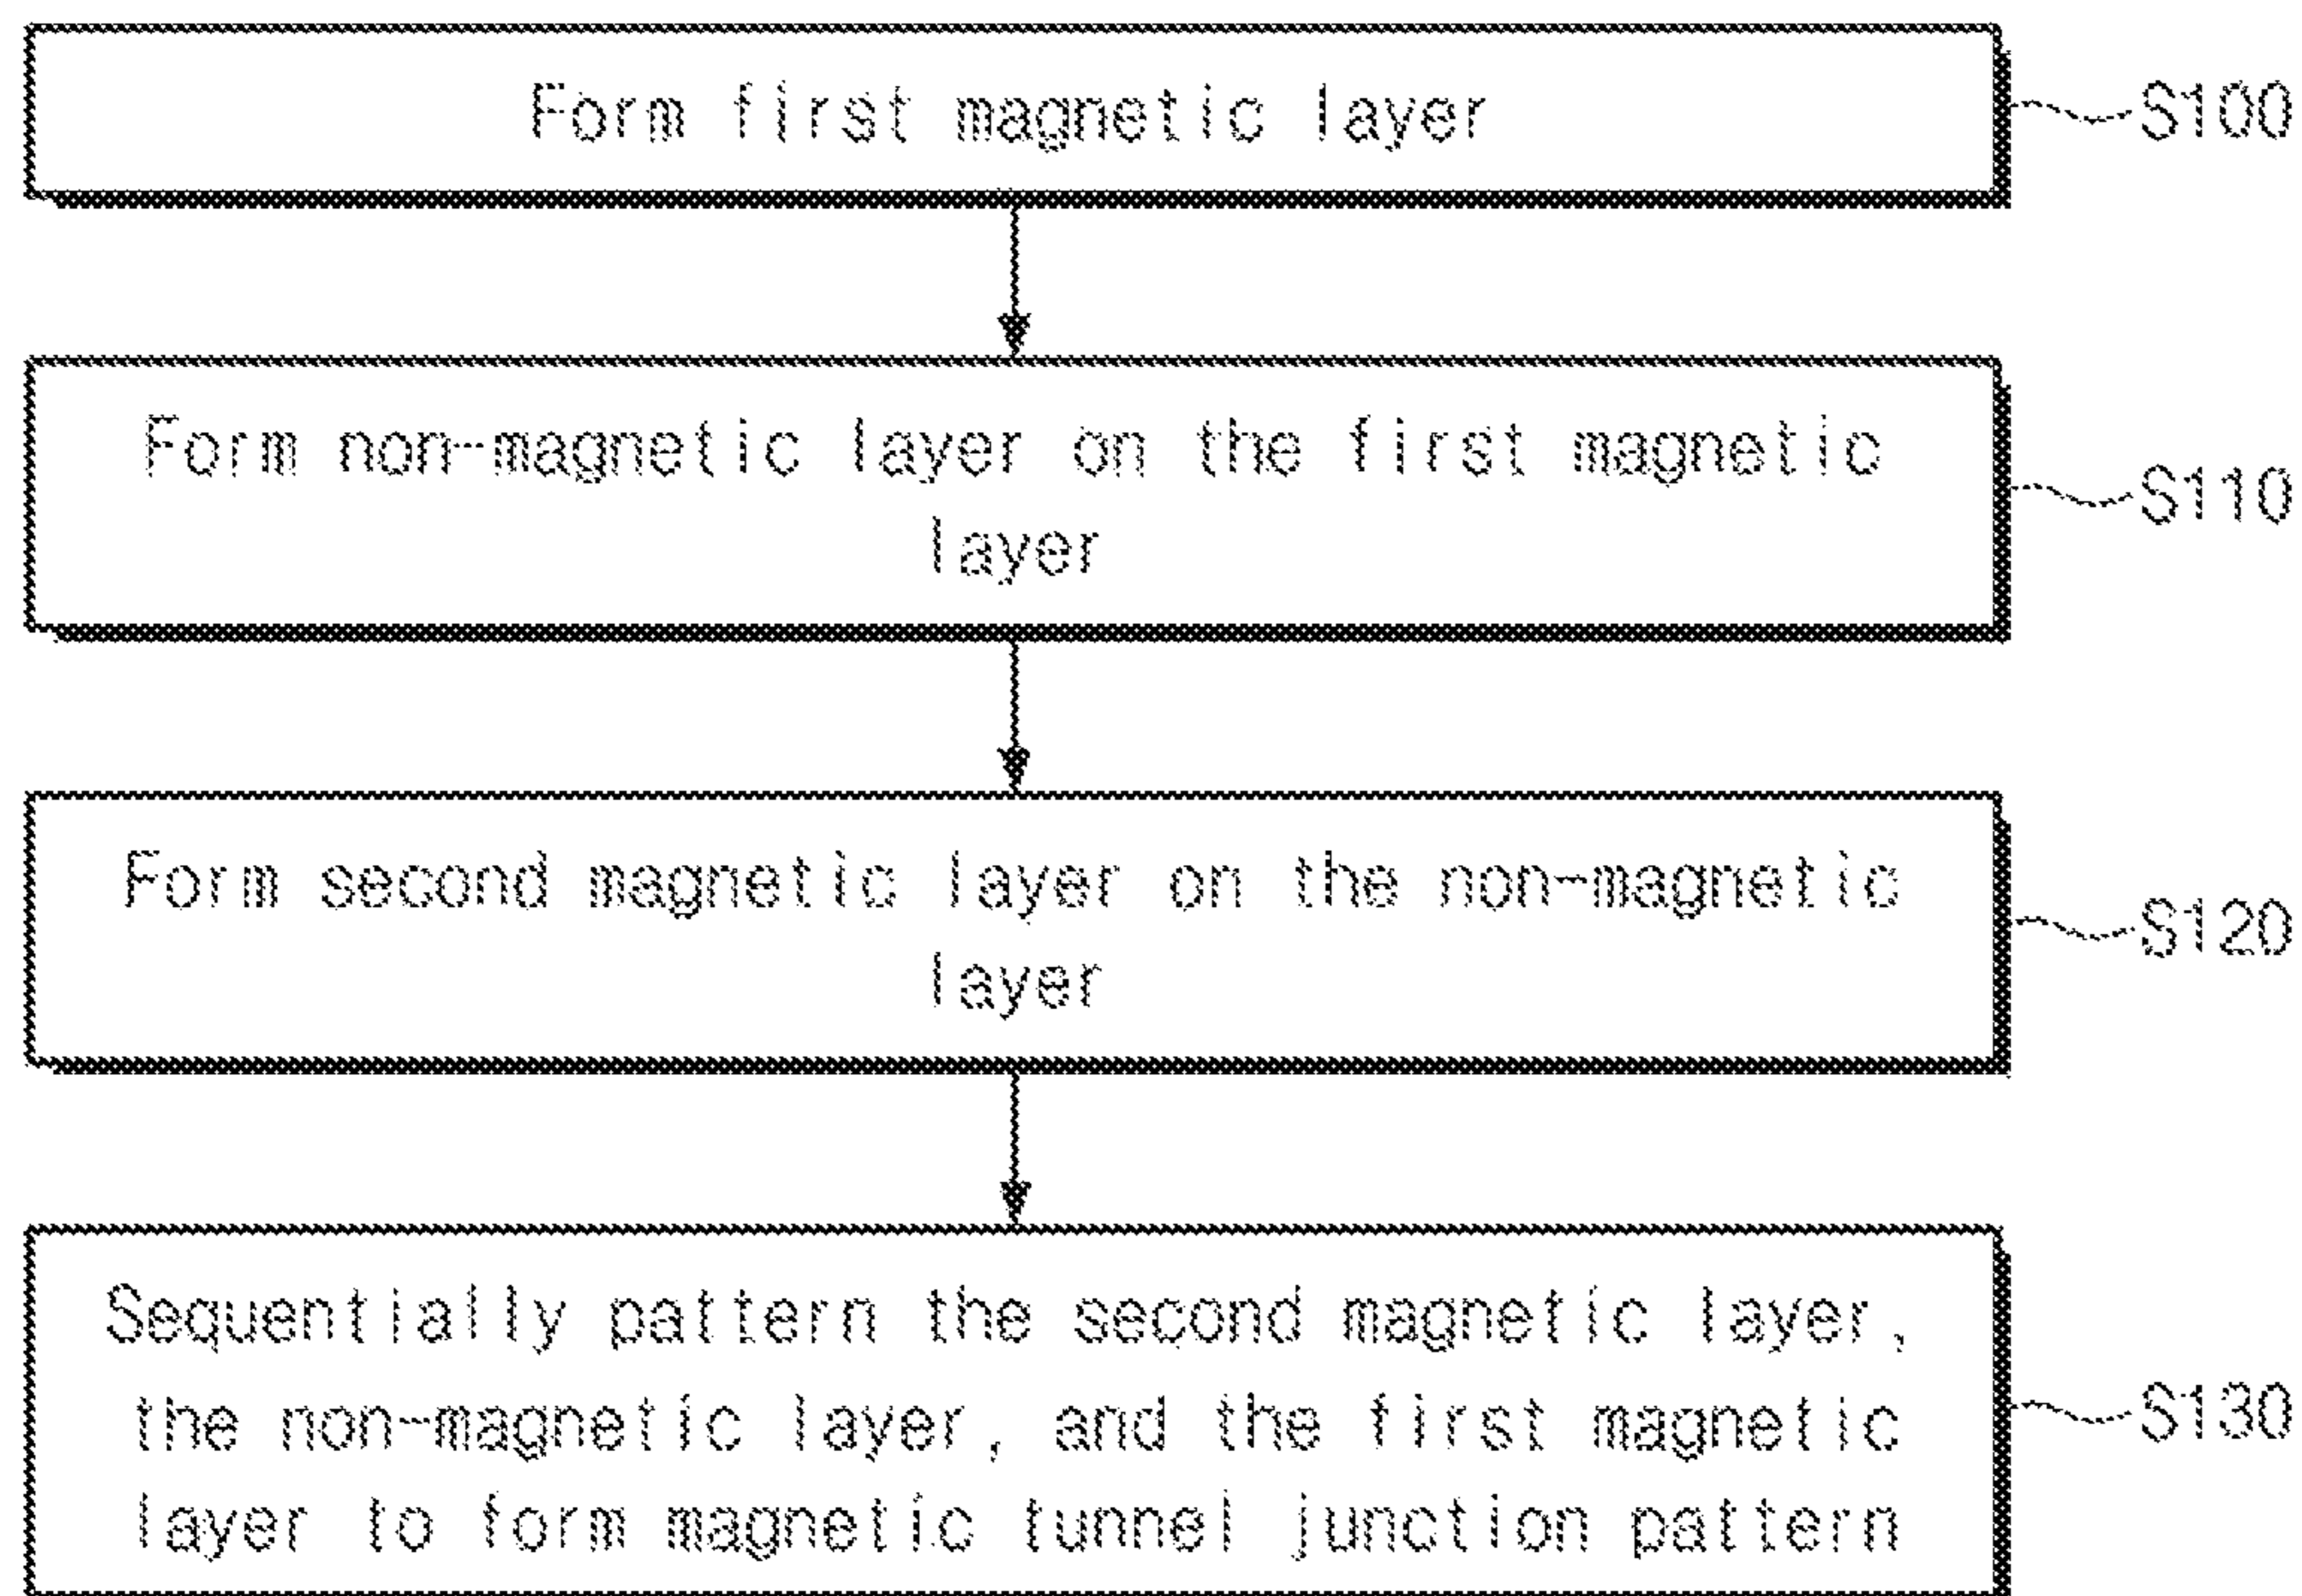 Form first magnetic layer
S100
Form non-magnetic layer on the first magnetic
layer
S110
Form second magnetic layer on the non-magnetic
layer
S120
Sequentially pattern the second magnetic layer,
the non-magnetic layer, and the first magnetic
layer to form magnetic tunnel junction pattern
S130